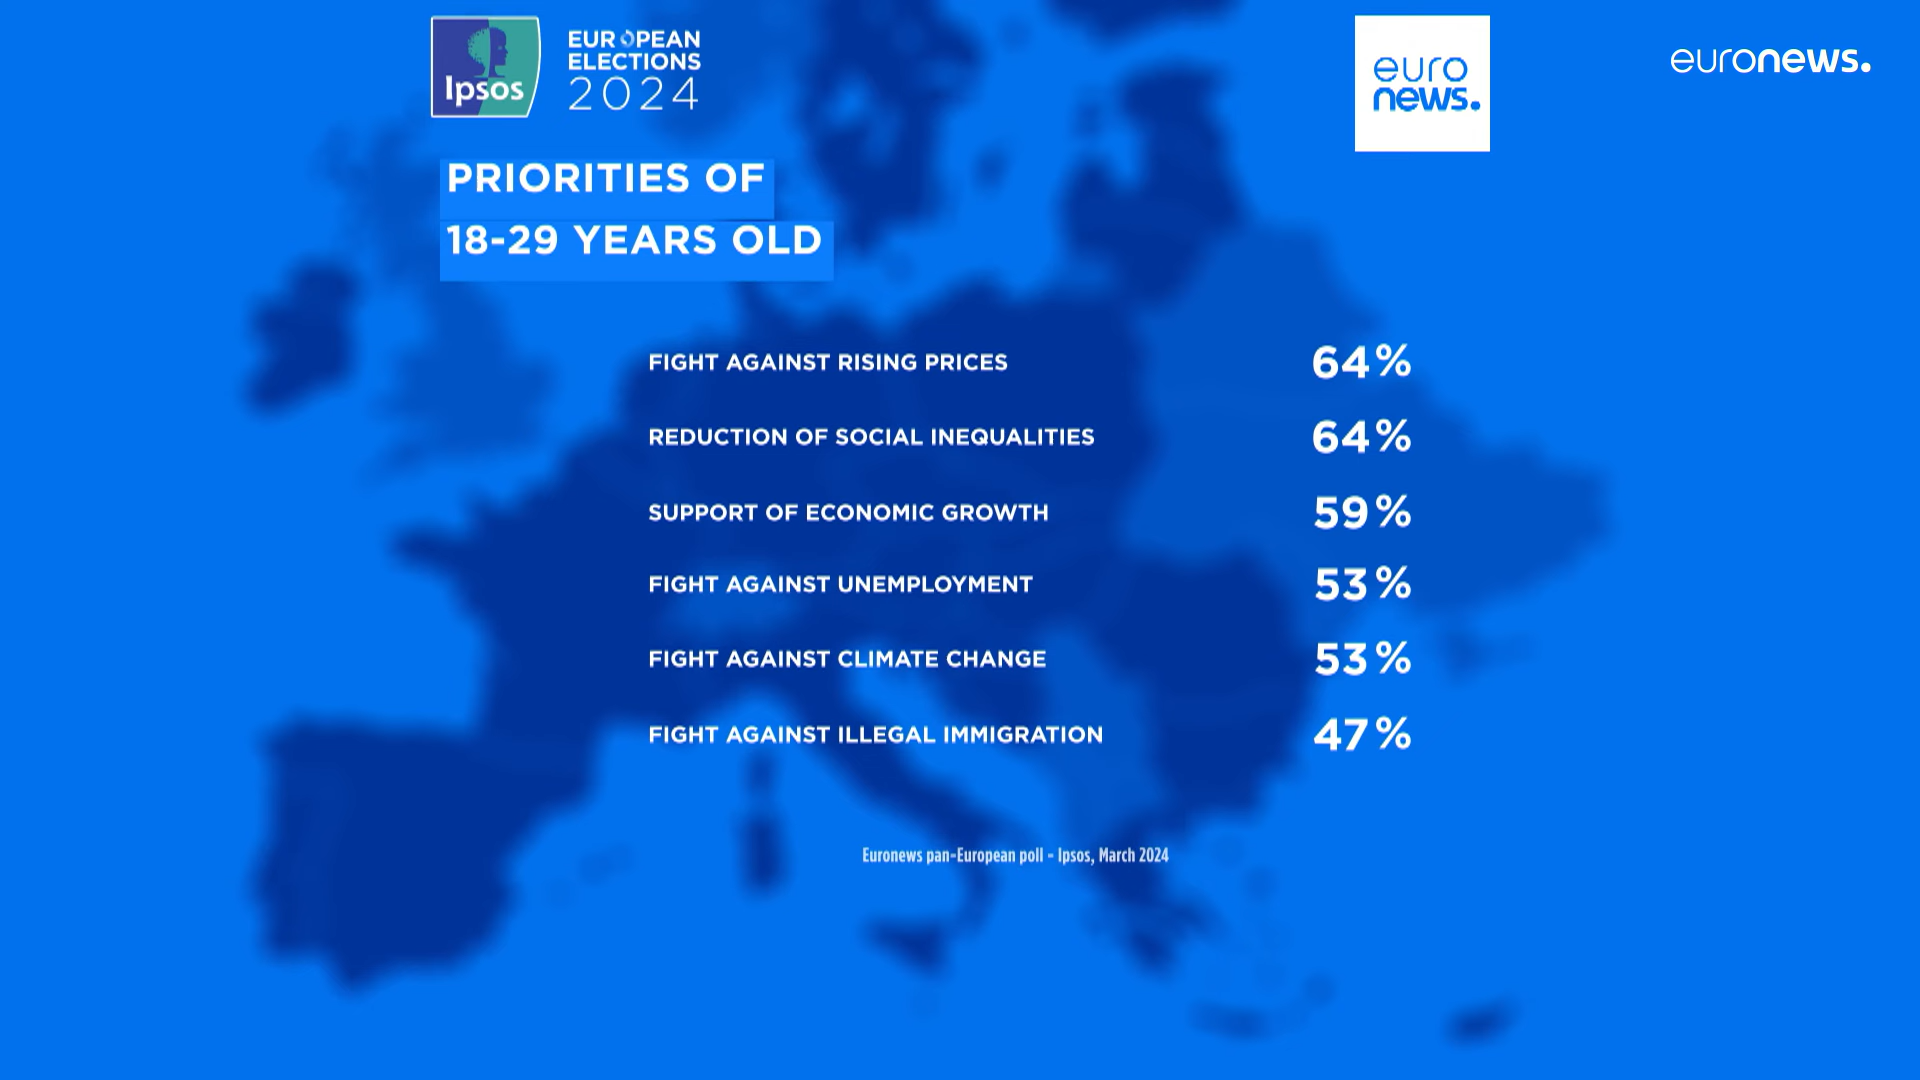 Ipsos
EUROPEAN
ELECTIONS
2024
euro
news.
euronews.
PRIORITIES OF
18-29 YEARS OLD
FIGHT AGAINST RISING PRICES 64%
REDUCTION OF SOCIAL INEQUALITIES 64%
SUPPORT OF ECONOMIC GROWTH 59%
FIGHT AGAINST UNEMPLOYMENT 53%
FIGHT AGAINST CLIMATE CHANGE 53%
FIGHT AGAINST ILLEGAL IMMIGRATION 47%
Euronews pan-European poll - Ipsos, March 2024